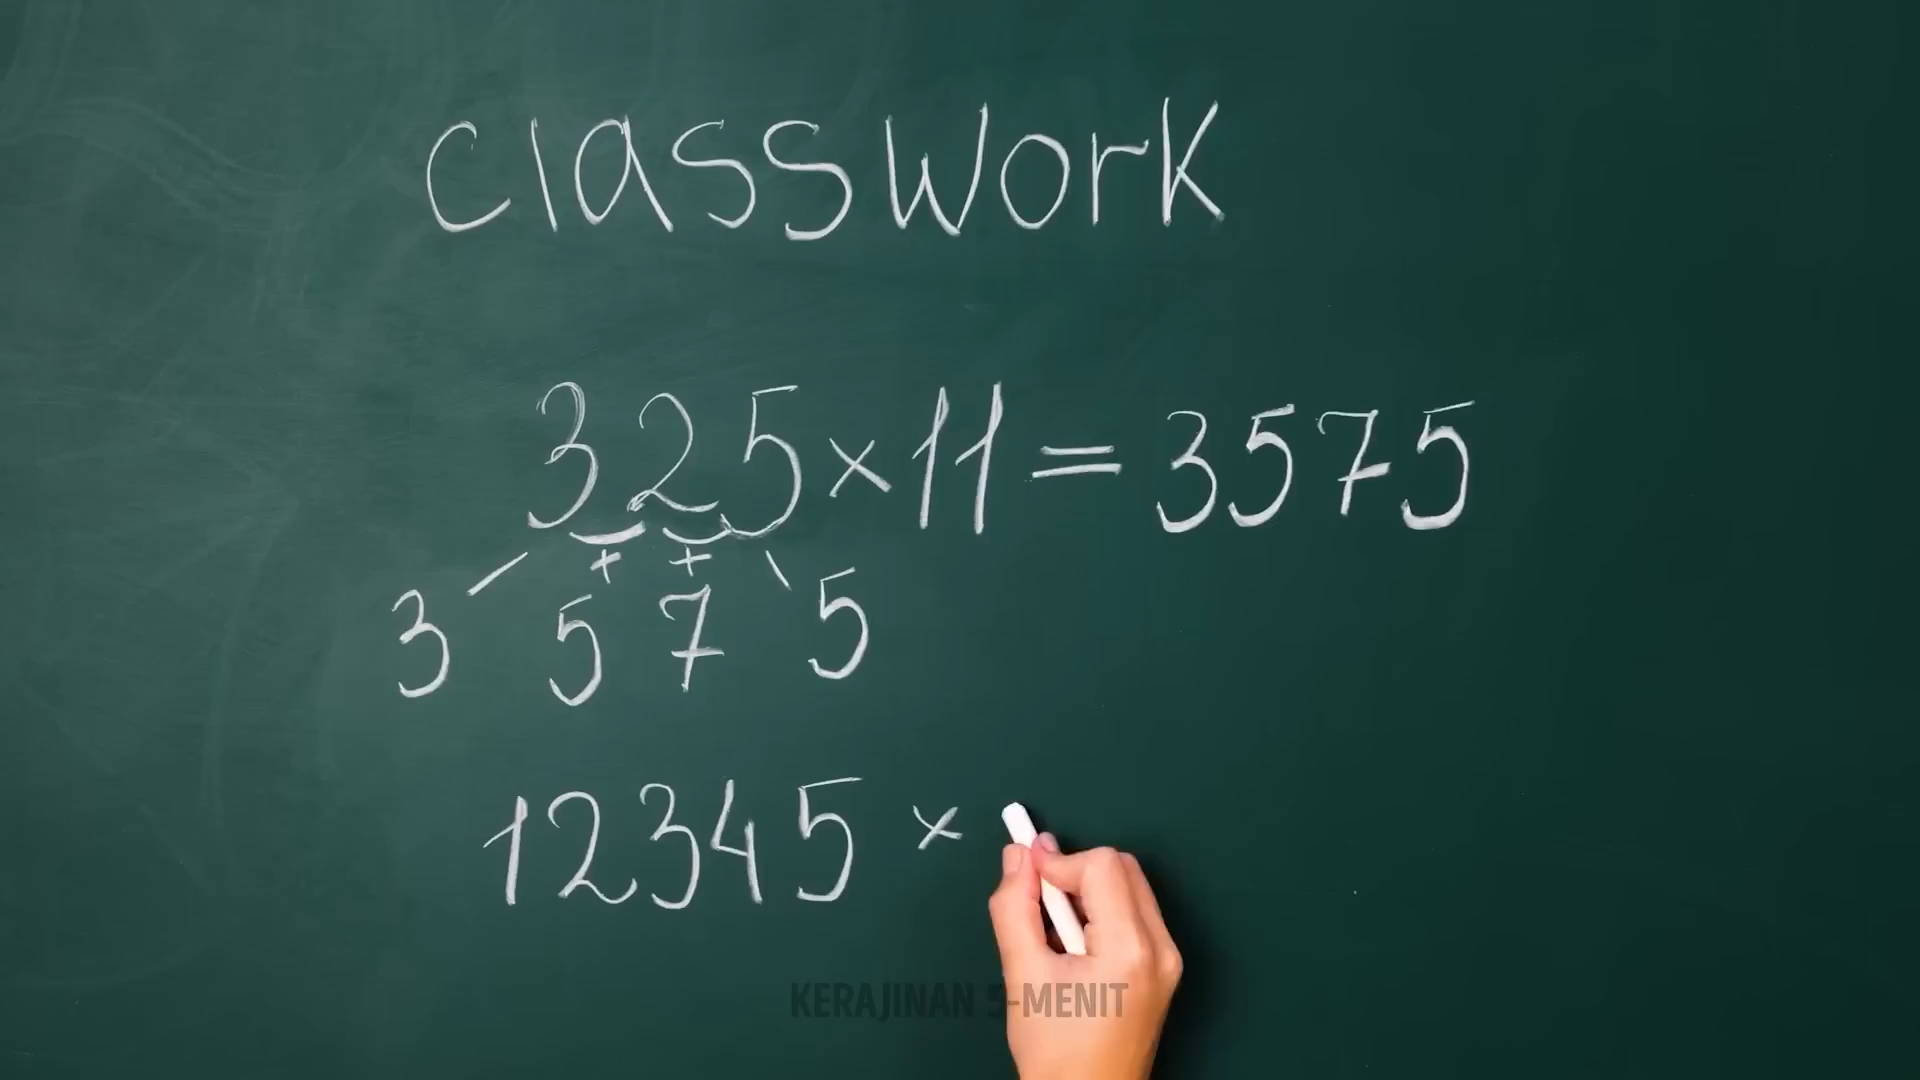 classwork
325×11=3575
+ +
3 5 7 5
12345 ×
KERAJINAN 5-MENIT